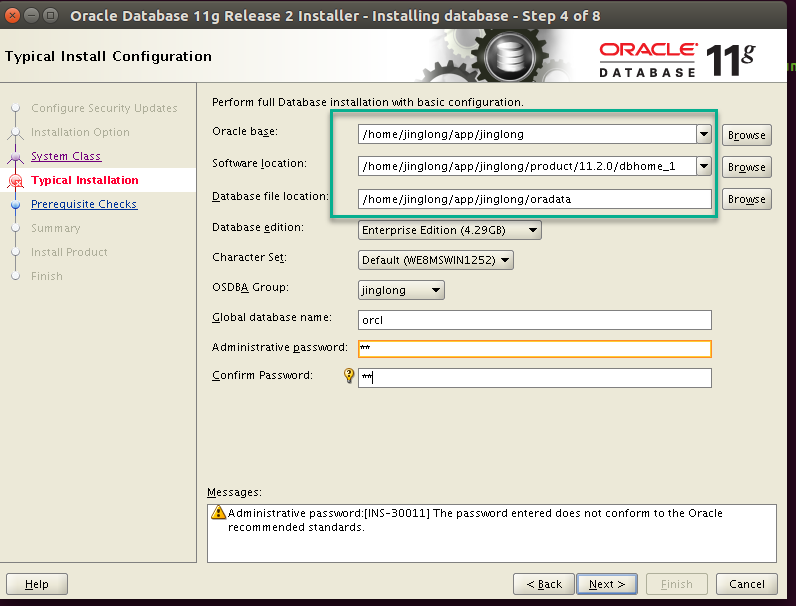 Oracle Database 11g Release 2 Installer - Installing database - Step 4 of 8
Typical Install Configuration
ORACLE
DATABASE
11g
Configure Security Updates
Installation Option
System Class
Typical Installation
Prerequisite Checks
Summary
Install Product
Finish
Perform full Database installation with basic configuration.
Oracle base: /home/jinglong/app/jinglong Browse
Software location: /home/jinglong/app/jinglong/product/11.2.0/dbhome_1 Browse
Database file location: /home/jinglong/app/jinglong/oradata Browse
Database edition: Enterprise Edition (4.29GB)
Character Set: Default (WE8MSWIN1252)
OSDBA Group: jinglong
Global database name: orcl
Administrative password: **
Confirm Password: **
Messages:
Administrative password:[INS-30011] The password entered does not conform to the Oracle
recommended standards.
Help < Back Next > Finish Cancel